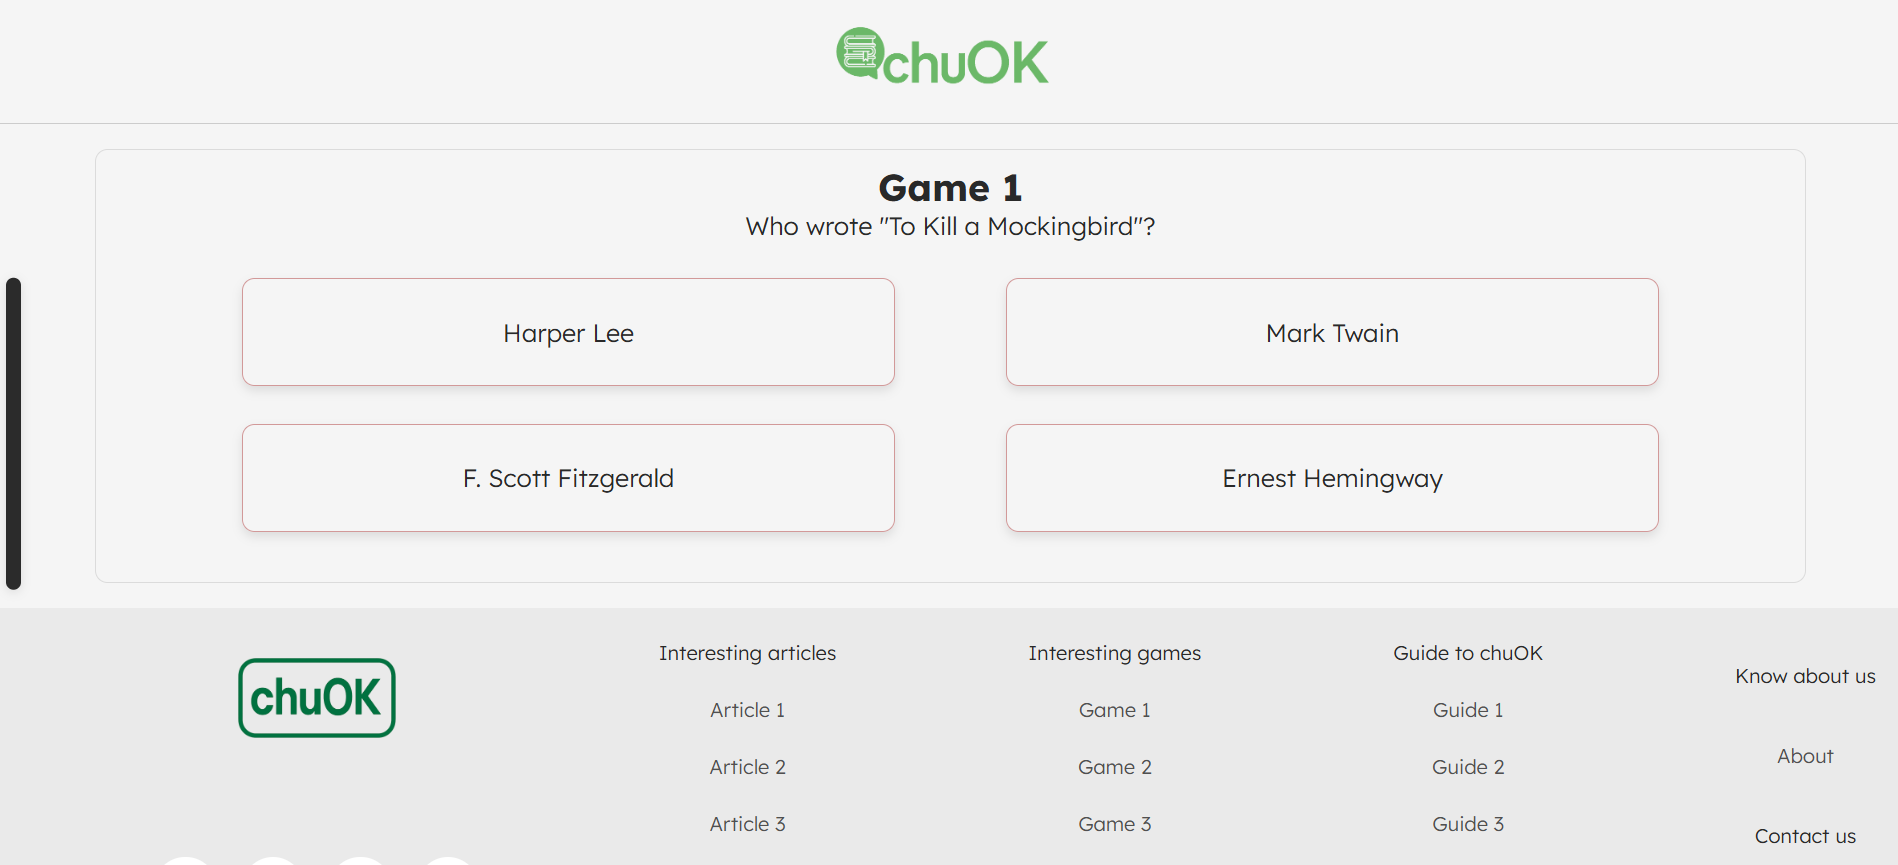 chuOK
Game 1
Who wrote "To Kill a Mockingbird"?
Harper Lee
Mark Twain
F. Scott Fitzgerald
Ernest Hemingway
chuOK
Interesting articles
Article 1
Article 2
Article 3
Interesting games
Game 1
Game 2
Game 3
Guide to chuOK
Guide 1
Guide 2
Guide 3
Know about us
About
Contact us